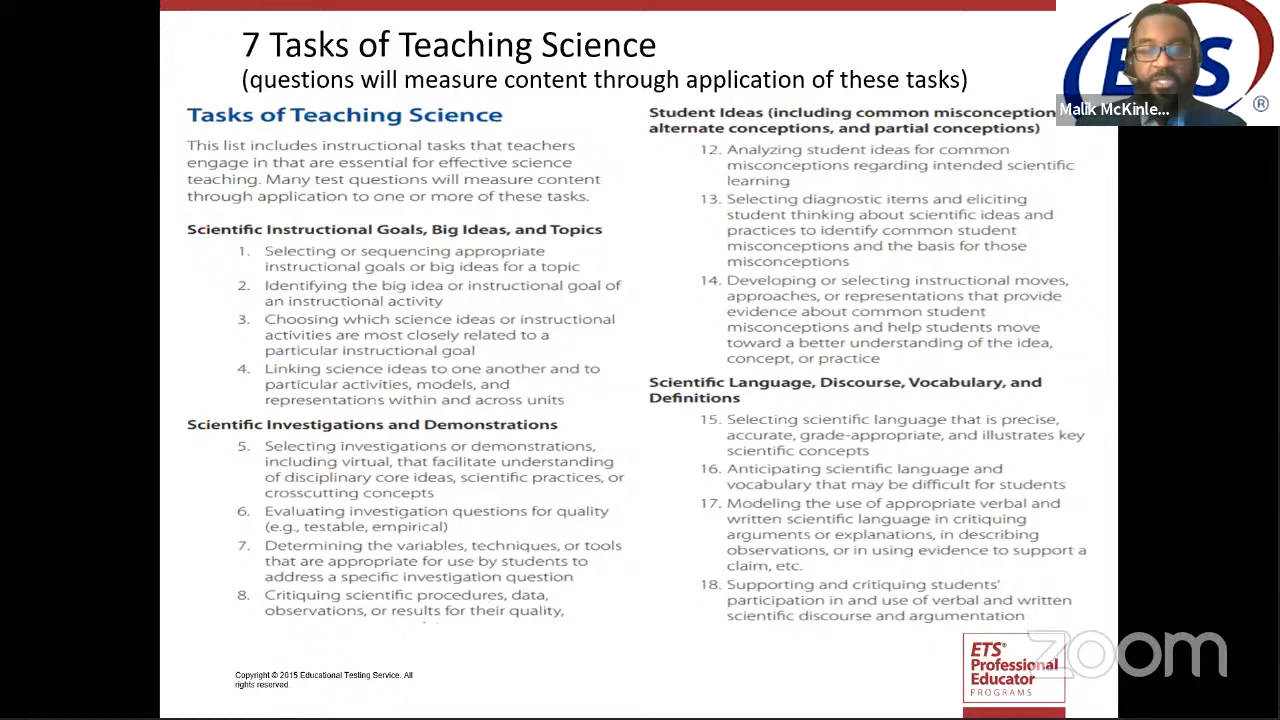 7 Tasks of Teaching Science
(questions will measure content through application of these tasks)
Tasks of Teaching Science
This list includes instructional tasks that teachers
engage in that are essential for effective science
teaching. Many test questions will measure content
through application to one or more of these tasks.
Scientific Instructional Goals, Big Ideas, and Topics
1. Selecting or sequencing appropriate
instructional goals or big ideas for a topic
2. Identifying the big idea or instructional goal of
an instructional activity
3. Choosing which science ideas or instructional
activities are most closely related to a
particular instructional goal
4. Linking science ideas to one another and to
particular activities, models, and
representations within and across units
Scientific Investigations and Demonstrations
5. Selecting investigations or demonstrations,
including virtual, that facilitate understanding
of disciplinary core ideas, scientific practices, or
crosscutting concepts
6. Evaluating investigation questions for quality
(e.g., testable, empirical)
7. Determining the variables, techniques, or tools
that are appropriate for use by students to
address a specific investigation question
8. Critiquing scientific procedures, data,
observations, or results for their quality,
Student Ideas (including common misconception
alternate conceptions, and partial conceptions)
12. Analyzing student ideas for common
misconceptions regarding intended scientific
learning
13. Selecting diagnostic items and eliciting
student thinking about scientific ideas and
practices to identify common student
misconceptions and the basis for those
misconceptions
14. Developing or selecting instructional moves,
approaches, or representations that provide
evidence about common student
misconceptions and help students move
toward a better understanding of the idea,
concept, or practice
Scientific Language, Discourse, Vocabulary, and
Definitions
15. Selecting scientific language that is precise,
accurate, grade-appropriate, and illustrates key
scientific concepts
16. Anticipating scientific language and
vocabulary that may be difficult for students
17. Modeling the use of appropriate verbal and
written scientific language in critiquing
arguments or explanations, in describing
observations, or in using evidence to support a
claim, etc.
18. Supporting and critiquing students'
participation in and use of verbal and written
scientific discourse and argumentation
ETS
®
Malik McKinle...
Copyright © 2015 Educational Testing Service. All
rights reserved.
ETS®
Professional
Educator
PROGRAMS
zoom